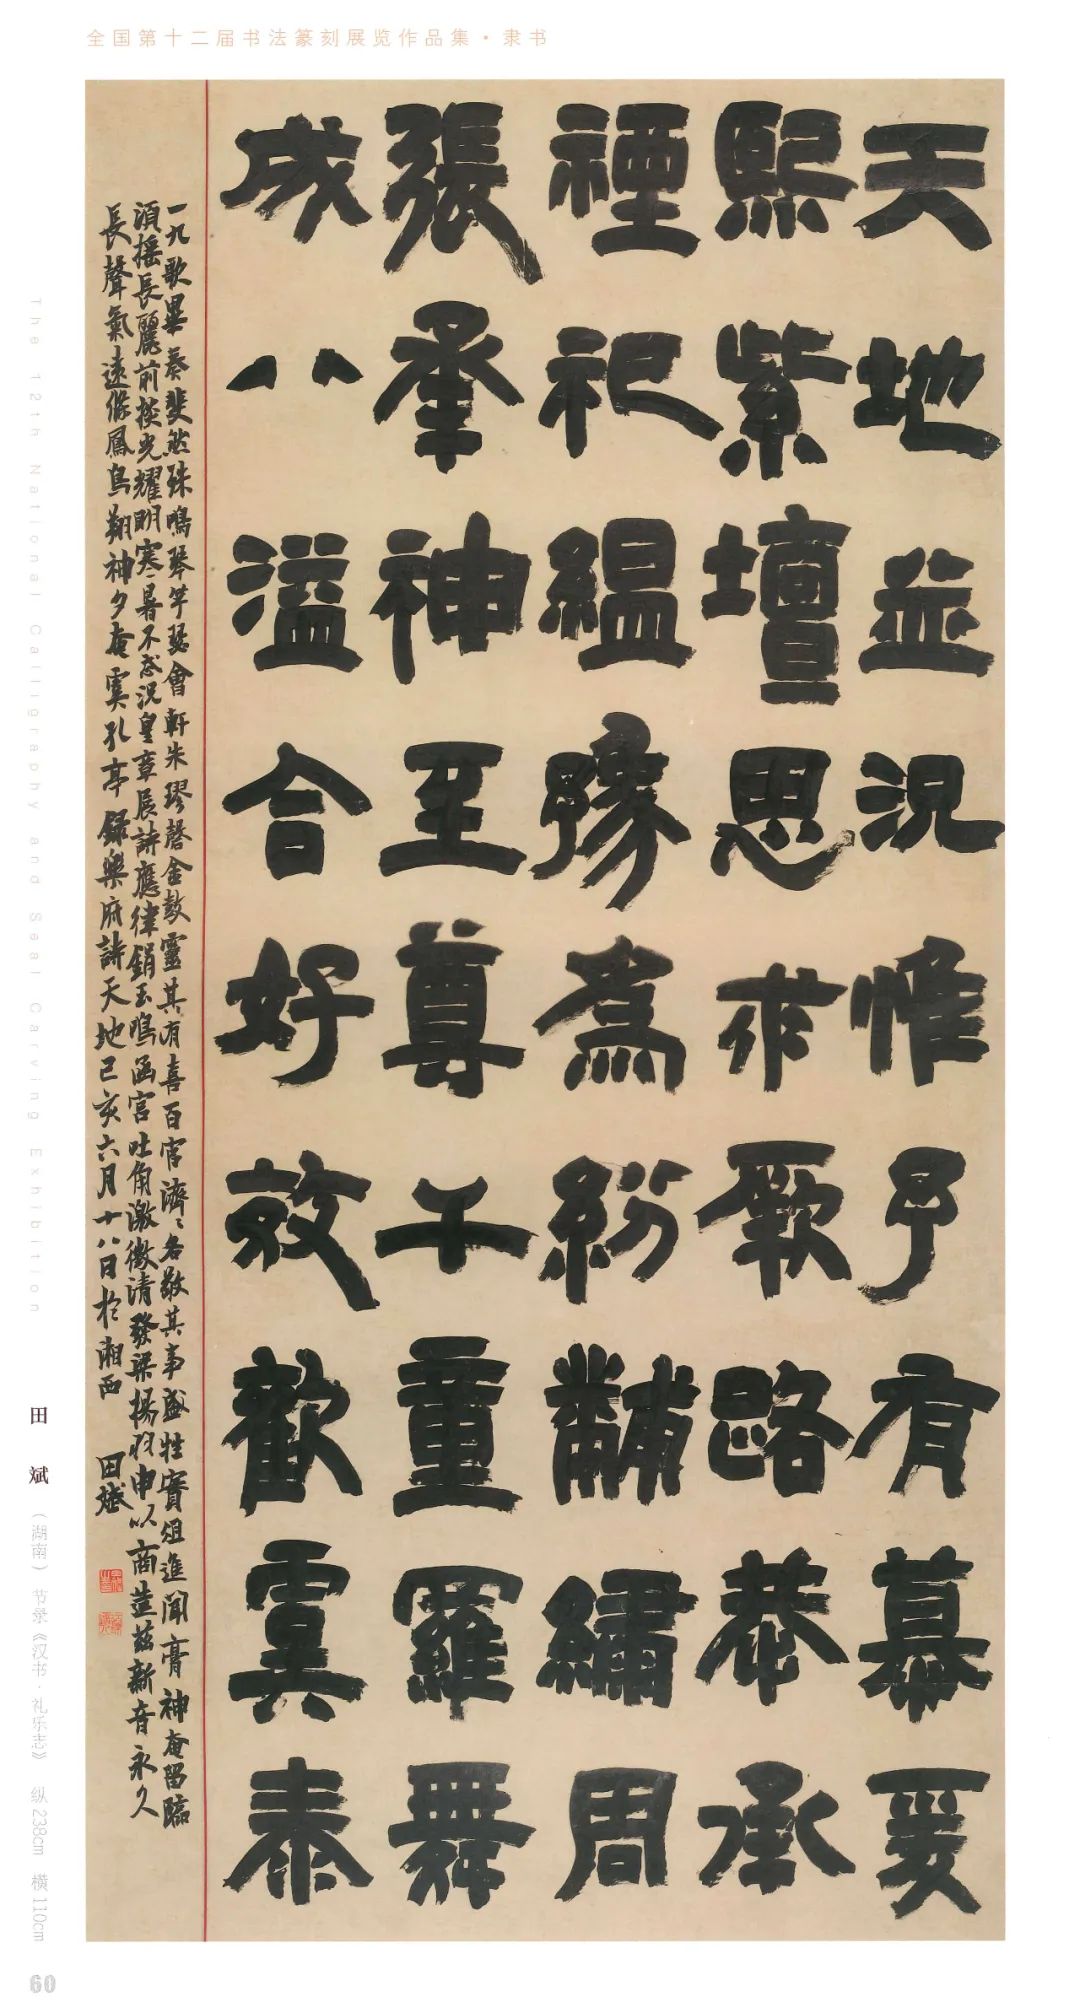 全国第十二届书法篆刻展览作品集·隶书
天地並況惟予有慕爰
熙紫壇思求厥路恭承
禋祀縕豫為紛黼繡周
張承神至尊千童羅舞
成八溢合好效歡虞泰
一九歌畢奏斐然殊鳴琴竽瑟會軒朱璆磬金鼓靈其有喜百官濟々各敬其事盛牲實俎進聞膏神奄留臨
須摇長麗前掞光耀明寒々暑不忒況皇章展詩應律鋗玉鳴函宮吐角激徵清發梁揚羽申以商造兹新音永久
長聲氣遠條鳳鳥翔神夕奄虞孔享 録樂府詩天地己亥六月十八日於湘西 田斌
The 12th National Calligraphy and Seal Carving Exhibition
田 斌 （湖南） 节录《汉书·礼乐志》 纵238cm 横110cm
60